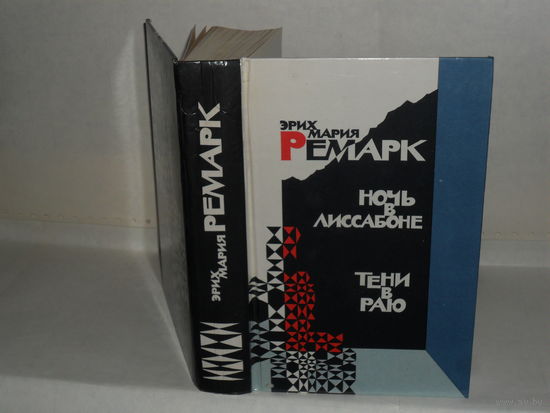 ЭРИХ МАРИЯ РЕМАРК
ЭРИХ
МАРИЯ
РЕМАРК
НОЧЬ
В
ЛИССАБОНЕ
ТЕНИ
В
РАЮ